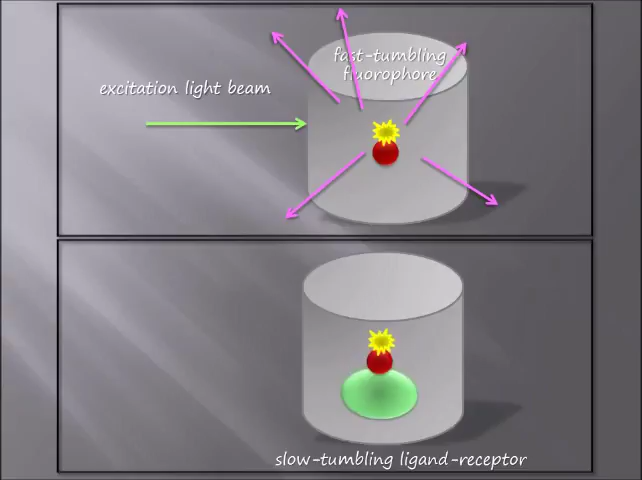 fast-tumbling
fluorophore
excitation light beam
slow-tumbling ligand-receptor